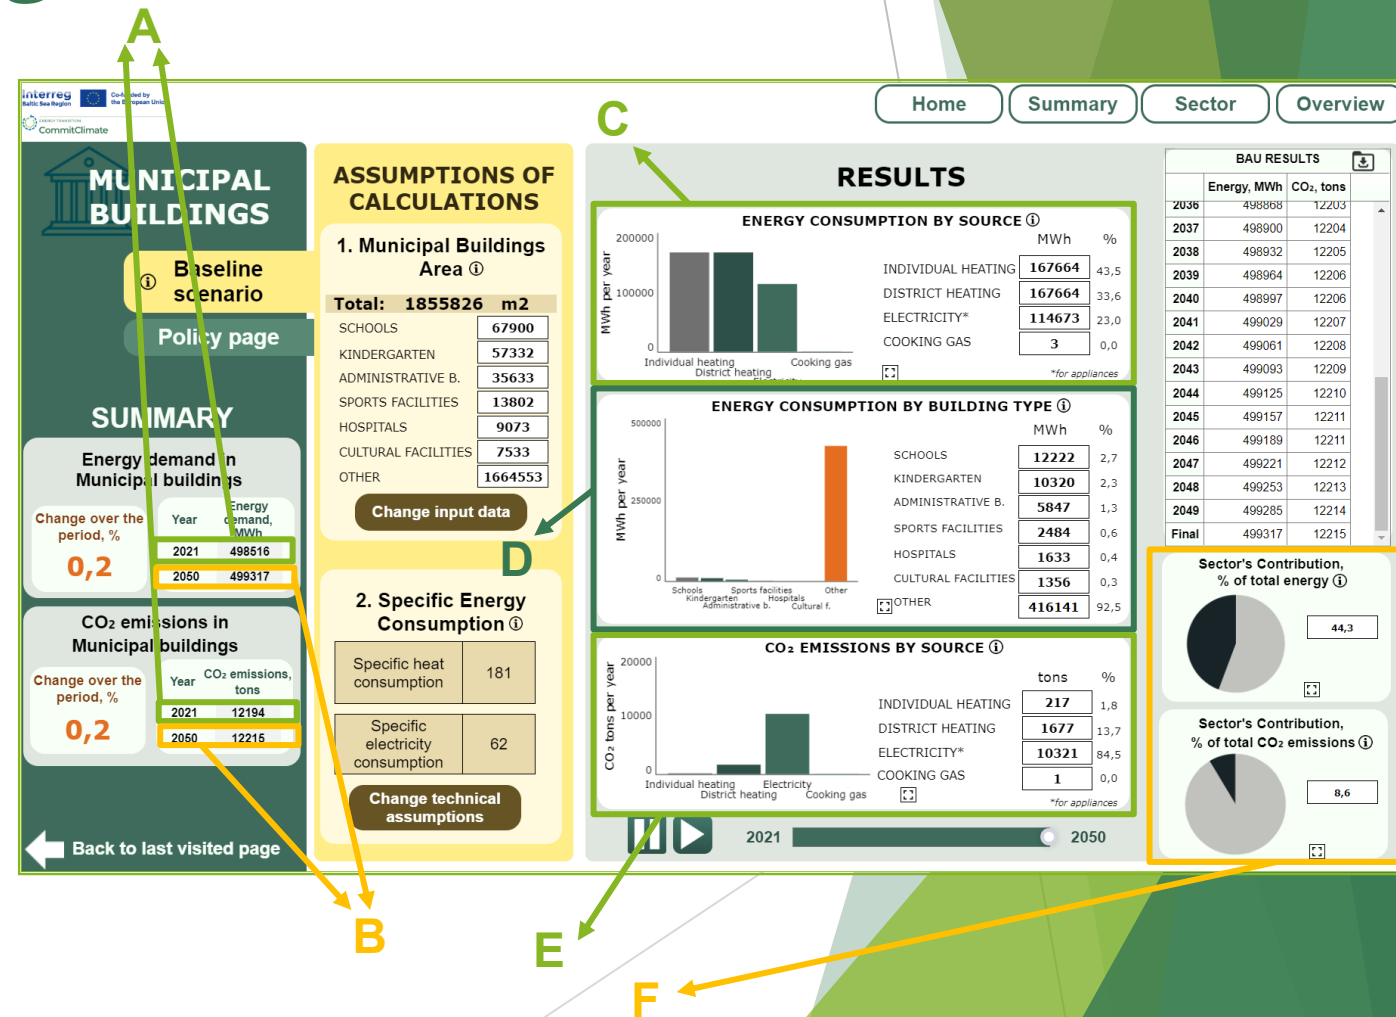 A
Interreg
Baltic Sea Region
Co-funded by
the European Union
ENERGY TRANSITION
CommitClimate
C
Home
Summary
Sector
Overview
MUNICIPAL
BUILDINGS
Baseline
scenario
Policy page
SUMMARY
Energy demand in
Municipal buildings
Change over the
period, %
0,2
Year
Energy
demand,
MWh
2021 498516
2050 499317
CO₂ emissions in
Municipal buildings
Change over the
period, %
0,2
Year
CO₂ emissions,
tons
2021 12194
2050 12215
Back to last visited page
B
ASSUMPTIONS OF
CALCULATIONS
1. Municipal Buildings
Area
Total: 1855826 m2
SCHOOLS 67900
KINDERGARTEN 57332
ADMINISTRATIVE B. 35633
SPORTS FACILITIES 13802
HOSPITALS 9073
CULTURAL FACILITIES 7533
OTHER 1664553
Change input data
D
2. Specific Energy
Consumption
Specific heat
consumption
181
Specific
electricity
consumption
62
Change technical
assumptions
RESULTS
ENERGY CONSUMPTION BY SOURCE
MWh per year
200000
100000
0
Individual heating
District heating
Electricity
Cooking gas
MWh %
INDIVIDUAL HEATING 167664 43,5
DISTRICT HEATING 167664 33,6
ELECTRICITY* 114673 23,0
COOKING GAS 3 0,0
*for appliances
ENERGY CONSUMPTION BY BUILDING TYPE
MWh per year
500000
250000
0
Schools
Kindergarten
Administrative b.
Sports facilities
Hospitals
Cultural f.
Other
MWh %
SCHOOLS 12222 2,7
KINDERGARTEN 10320 2,3
ADMINISTRATIVE B. 5847 1,3
SPORTS FACILITIES 2484 0,6
HOSPITALS 1633 0,4
CULTURAL FACILITIES 1356 0,3
OTHER 416141 92,5
CO₂ EMISSIONS BY SOURCE
CO₂ tons per year
20000
10000
0
Individual heating
District heating
Electricity
Cooking gas
tons %
INDIVIDUAL HEATING 217 1,8
DISTRICT HEATING 1677 13,7
ELECTRICITY* 10321 84,5
COOKING GAS 1 0,0
*for appliances
2021
2050
E
BAU RESULTS
Energy, MWh CO₂, tons
2036 498868 12203
2037 498900 12204
2038 498932 12205
2039 498964 12206
2040 498997 12206
2041 499029 12207
2042 499061 12208
2043 499093 12209
2044 499125 12210
2045 499157 12211
2046 499189 12211
2047 499221 12212
2048 499253 12213
2049 499285 12214
Final 499317 12215
Sector's Contribution,
% of total energy
44,3
Sector's Contribution,
% of total CO₂ emissions
8,6
F